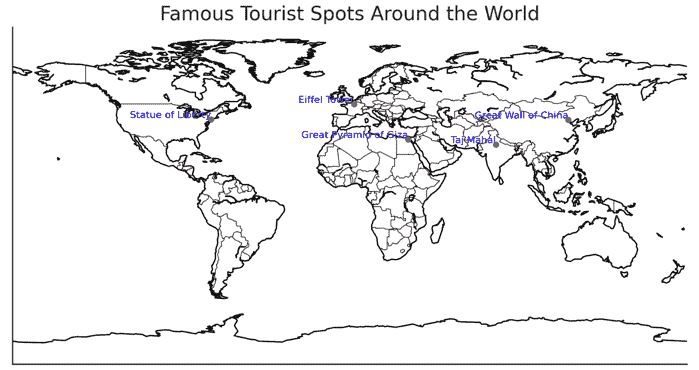 Famous Tourist Spots Around the World
Eiffel Tower
Statue of Liberty
Great Wall of China
Great Pyramid of Giza
Taj Mahal